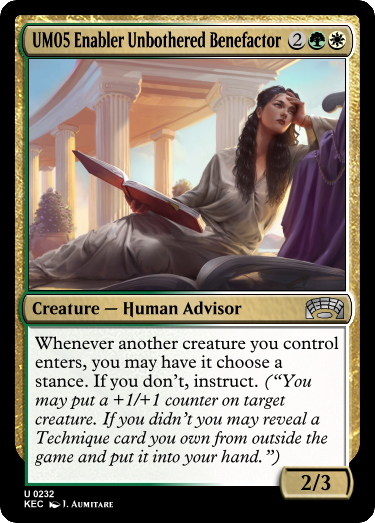 UM05 Enabler Unbothered Benefactor 2
Creature — Human Advisor
Whenever another creature you control
enters, you may have it choose a
stance. If you don't, instruct. (“You
may put a +1/+1 counter on target
creature. If you didn't you may reveal a
Technique card you own from outside the
game and put it into your hand.”)
2/3
U 0232
KEC I. Aumitare